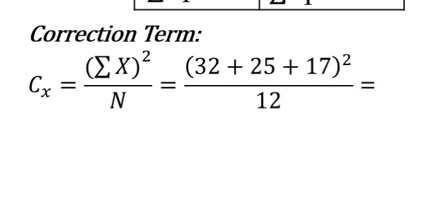 Correction Term:
C_x = (∑ X)² / N = (32 + 25 + 17)² / 12 =